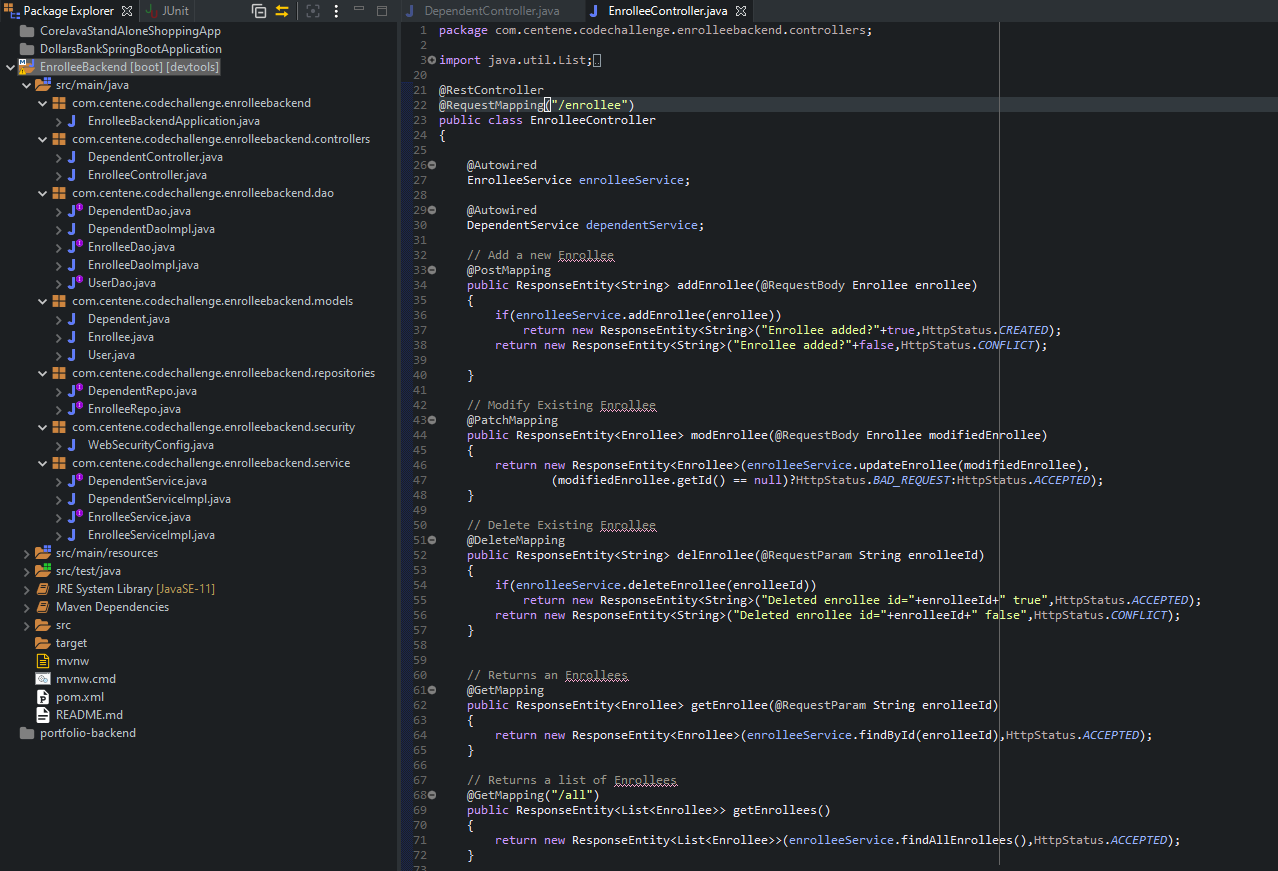 Package Explorer
JUnit
CoreJavaStandAloneShoppingApp
DollarsBankSpringBootApplication
EnrolleeBackend [boot] [devtools]
src/main/java
com.centene.codechallenge.enrolleebackend
EnrolleeBackendApplication.java
com.centene.codechallenge.enrolleebackend.controllers
DependentController.java
EnrolleeController.java
com.centene.codechallenge.enrolleebackend.dao
DependentDao.java
DependentDaoImpl.java
EnrolleeDao.java
EnrolleeDaoImpl.java
UserDao.java
com.centene.codechallenge.enrolleebackend.models
Dependent.java
Enrollee.java
User.java
com.centene.codechallenge.enrolleebackend.repositories
DependentRepo.java
EnrolleeRepo.java
com.centene.codechallenge.enrolleebackend.security
WebSecurityConfig.java
com.centene.codechallenge.enrolleebackend.service
DependentService.java
DependentServiceImpl.java
EnrolleeService.java
EnrolleeServiceImpl.java
src/main/resources
src/test/java
JRE System Library [JavaSE-11]
Maven Dependencies
src
target
mvnw
mvnw.cmd
pom.xml
README.md
portfolio-backend
DependentController.java
EnrolleeController.java
1 package com.centene.codechallenge.enrolleebackend.controllers;
2
3 import java.util.List;
20
21 @RestController
22 @RequestMapping("/enrollee")
23 public class EnrolleeController
24 {
25
26 @Autowired
27 EnrolleeService enrolleeService;
28
29 @Autowired
30 DependentService dependentService;
31
32 // Add a new Enrollee
33 @PostMapping
34 public ResponseEntity<String> addEnrollee(@RequestBody Enrollee enrollee)
35 {
36 if(enrolleeService.addEnrollee(enrollee))
37 return new ResponseEntity<String>("Enrollee added?"+true,HttpStatus.CREATED);
38 return new ResponseEntity<String>("Enrollee added?"+false,HttpStatus.CONFLICT);
39
40 }
41
42 // Modify Existing Enrollee
43 @PatchMapping
44 public ResponseEntity<Enrollee> modEnrollee(@RequestBody Enrollee modifiedEnrollee)
45 {
46 return new ResponseEntity<Enrollee>(enrolleeService.updateEnrollee(modifiedEnrollee),
47 (modifiedEnrollee.getId() == null)?HttpStatus.BAD_REQUEST:HttpStatus.ACCEPTED);
48 }
49
50 // Delete Existing Enrollee
51 @DeleteMapping
52 public ResponseEntity<String> delEnrollee(@RequestParam String enrolleeId)
53 {
54 if(enrolleeService.deleteEnrollee(enrolleeId))
55 return new ResponseEntity<String>("Deleted enrollee id="+enrolleeId+" true",HttpStatus.ACCEPTED);
56 return new ResponseEntity<String>("Deleted enrollee id="+enrolleeId+" false",HttpStatus.CONFLICT);
57 }
58
59
60 // Returns an Enrollees
61 @GetMapping
62 public ResponseEntity<Enrollee> getEnrollee(@RequestParam String enrolleeId)
63 {
64 return new ResponseEntity<Enrollee>(enrolleeService.findById(enrolleeId),HttpStatus.ACCEPTED);
65 }
66
67 // Returns a list of Enrollees
68 @GetMapping("/all")
69 public ResponseEntity<List<Enrollee>> getEnrollees()
70 {
71 return new ResponseEntity<List<Enrollee>>(enrolleeService.findAllEnrollees(),HttpStatus.ACCEPTED);
72 }
73